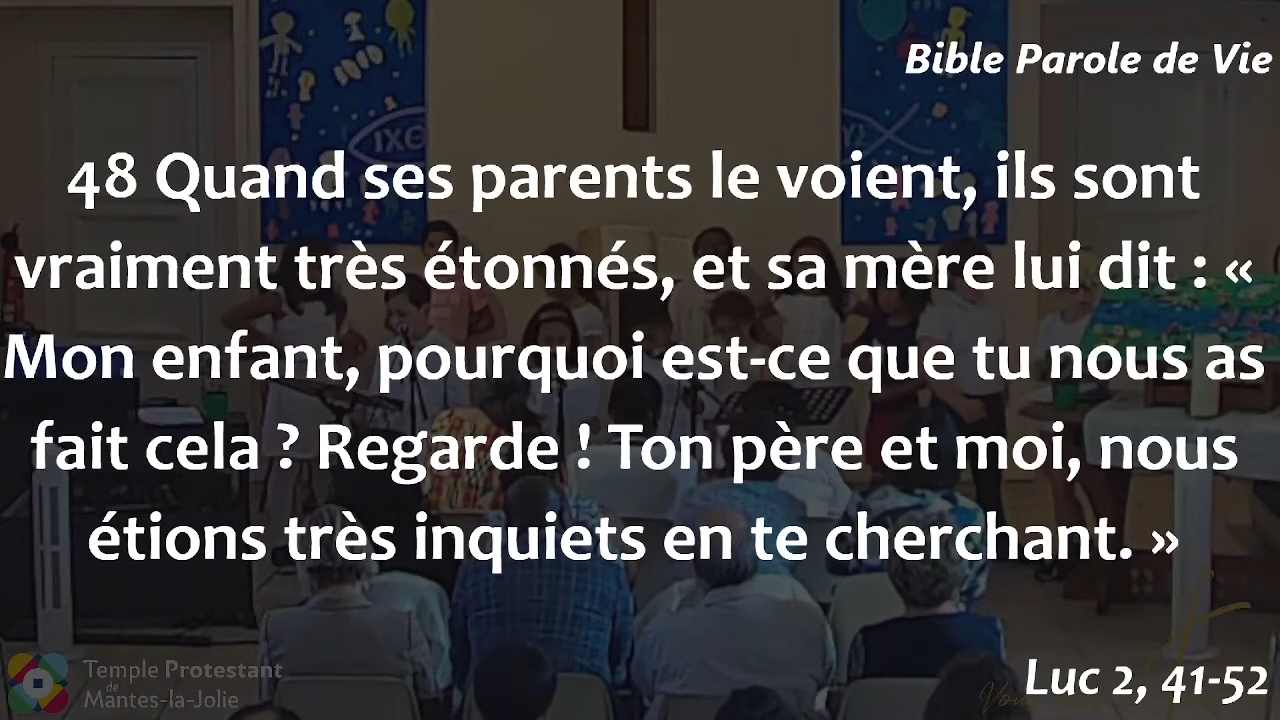 Bible Parole de Vie
ΙΧΘ
48 Quand ses parents le voient, ils sont
vraiment très étonnés, et sa mère lui dit : «
Mon enfant, pourquoi est-ce que tu nous as
fait cela ? Regarde ! Ton père et moi, nous
étions très inquiets en te cherchant. »
Luc 2, 41-52
Temple Protestant
de
Mantes-la-Jolie